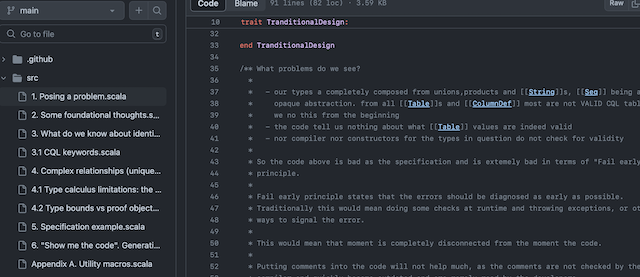 main
Go to file
t
.github
src
1. Posing a problem.scala
2. Some foundational thoughts.s...
3. What do we know about identi...
3.1 CQL keywords.scala
4. Complex relationships (unique...
4.1 Type calculus limitations: the ...
4.2 Type bounds vs proof object...
5. Specification example.scala
6. "Show me the code". Generati...
Appendix A. Utility macros.scala
Code
Blame
91 lines (82 loc) · 3.59 KB
Raw
10 trait TranditionalDesign:
32
33 end TranditionalDesign
34
35 /** What problems do we see?
36 *
37 * - our types a completely composed from unions,products and [[String]]s, [[Seq]] being a
38 * opaque abstraction. from all [[Table]]s and [[ColumnDef]] most are not VALID CQL tabl
39 * we no this from the beginning
40 * - the code tell us nothing about what [[Table]] values are indeed valid
41 * - nor compiler nor constructors for the types in question do not check for validity
42 *
43 * So the code above is bad as the specification and is extemely bad in terms of "Fail early
44 * principle.
45 *
46 * Fail early principle states that the errors should be diagnosed as early as possible.
47 * Traditionally this would mean doing some checks at runtime and throwing exceptions, or ot
48 * ways to signal the error.
49 *
50 * This would mean that moment is completely disconnected from the moment the code.
51 *
52 * Putting comments into the code will not help much, as the comments are not checked by the